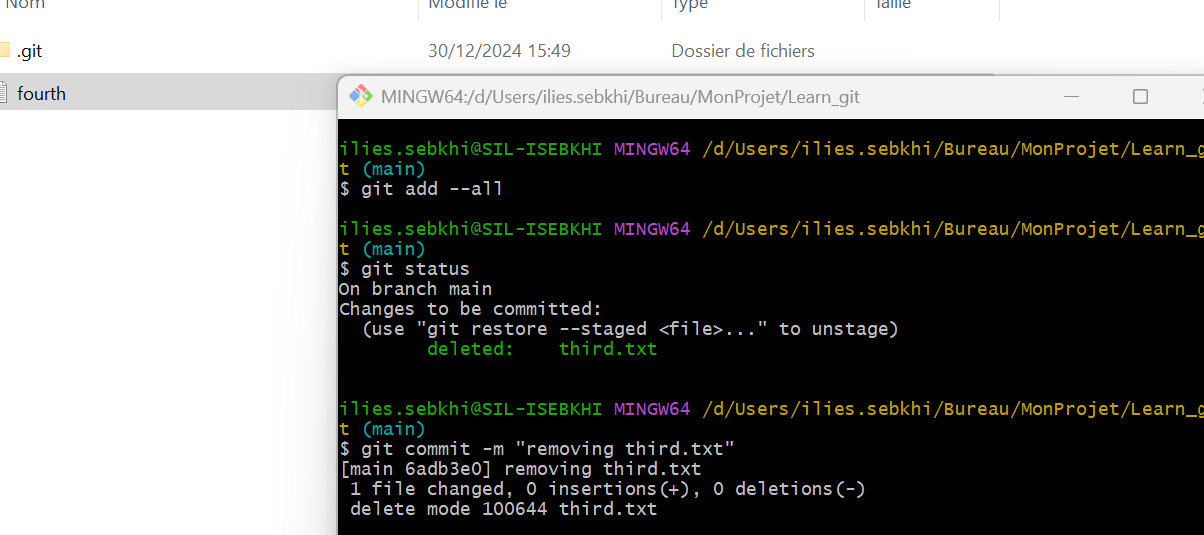 Nom Modifié le Type Taille
.git 30/12/2024 15:49 Dossier de fichiers
fourth
MINGW64:/d/Users/ilies.sebkhi/Bureau/MonProjet/Learn_git
ilies.sebkhi@SIL-ISEBKHI MINGW64 /d/Users/ilies.sebkhi/Bureau/MonProjet/Learn_g
t (main)
$ git add --all
ilies.sebkhi@SIL-ISEBKHI MINGW64 /d/Users/ilies.sebkhi/Bureau/MonProjet/Learn_g
t (main)
$ git status
On branch main
Changes to be committed:
  (use "git restore --staged <file>..." to unstage)
        deleted:    third.txt
ilies.sebkhi@SIL-ISEBKHI MINGW64 /d/Users/ilies.sebkhi/Bureau/MonProjet/Learn_g
t (main)
$ git commit -m "removing third.txt"
[main 6adb3e0] removing third.txt
 1 file changed, 0 insertions(+), 0 deletions(-)
 delete mode 100644 third.txt